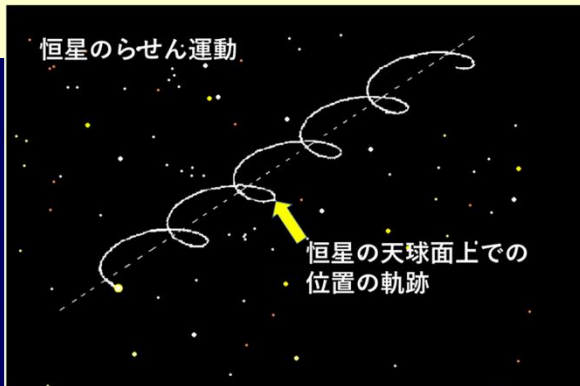 恒星のらせん運動
恒星の天球面上での
位置の軌跡